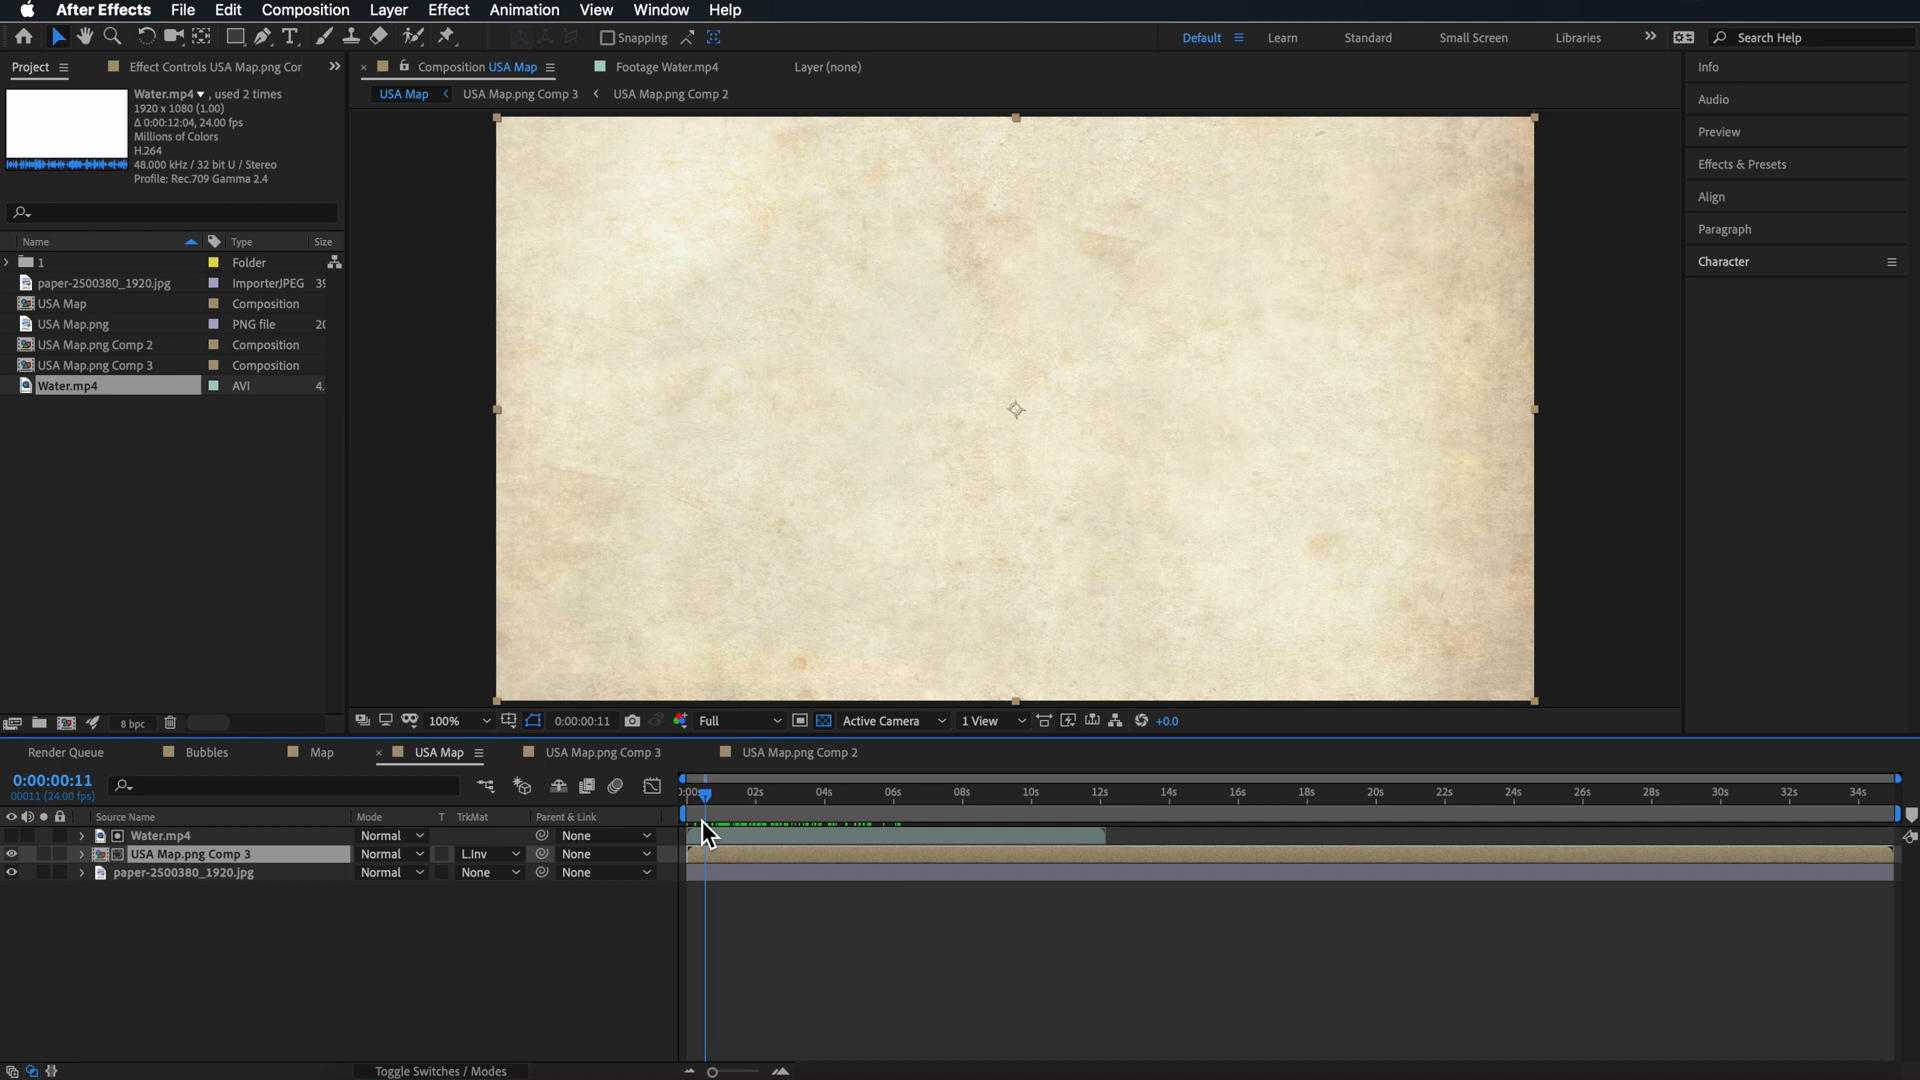 After Effects File Edit Composition Layer Effect Animation View Window Help
Snapping Default Learn Standard Small Screen Libraries Search Help
Project Effect Controls USA Map.png Cor
Water.mp4 , used 2 times
1920 x 1080 (1.00)
Δ 0:00:12:04, 24.00 fps
Millions of Colors
H.264
48.000 kHz / 32 bit U / Stereo
Profile: Rec.709 Gamma 2.4
Name Type Size
1 Folder
paper-2500380_1920.jpg ImporterJPEG
USA Map Composition
USA Map.png PNG file
USA Map.png Comp 2 Composition
USA Map.png Comp 3 Composition
Water.mp4 AVI 4.
8 bpc
Composition USA Map Footage Water.mp4 Layer (none)
USA Map USA Map.png Comp 3 USA Map.png Comp 2
100% 0:00:00:11 Full Active Camera 1 View +0.0
Info
Audio
Preview
Effects & Presets
Align
Paragraph
Character
Render Queue Bubbles Map USA Map USA Map.png Comp 3 USA Map.png Comp 2
0:00:00:11
00011 (24.00 fps)
02s 04s 06s 08s 10s 12s 14s 16s 18s 20s 22s 24s 26s 28s 30s 32s 34s
Source Name Mode T TrkMat Parent & Link
Water.mp4 Normal None
USA Map.png Comp 3 Normal L.Inv None
paper-2500380_1920.jpg Normal None None
Toggle Switches / Modes